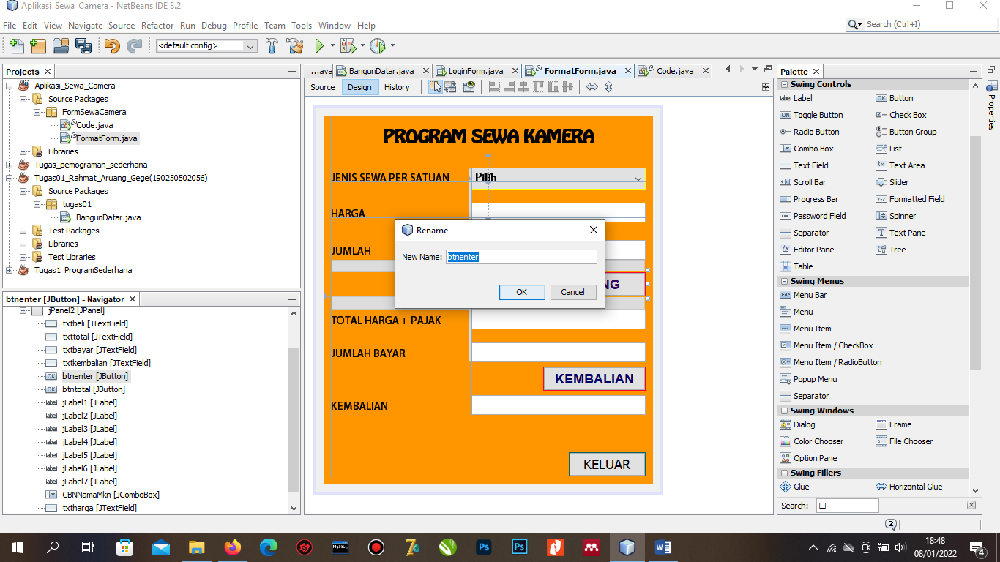 Aplikasi_Sewa_Camera - NetBeans IDE 8.2
File Edit View Navigate Source Refactor Run Debug Profile Team Tools Window Help
Search (Ctrl+I)
<default config>
Projects
Aplikasi_Sewa_Camera
Source Packages
FormSewaCamera
Code.java
FormatForm.java
Libraries
Tugas_pemograman_sederhana
Tugas01_Rahmat_Aruang_Gege(190250502056)
Source Packages
tugas01
BangunDatar.java
Test Packages
Libraries
Test Libraries
Tugas1_ProgramSederhana
btnenter [JButton] - Navigator
jPanel2 [JPanel]
txtbeli [JTextField]
txttotal [JTextField]
txtbayar [JTextField]
txtkembalian [JTextField]
OK btnenter [JButton]
OK btntotal [JButton]
label jLabel1 [JLabel]
label jLabel2 [JLabel]
label jLabel3 [JLabel]
label jLabel4 [JLabel]
label jLabel5 [JLabel]
label jLabel6 [JLabel]
label jLabel7 [JLabel]
CBNNamaMkn [JComboBox]
txtharga [JTextField]
...ava BangunDatar.java LoginForm.java FormatForm.java Code.java
Source Design History
PROGRAM SEWA KAMERA
JENIS SEWA PER SATUAN Pilih
HARGA
JUMLAH
NG
TOTAL HARGA + PAJAK
JUMLAH BAYAR
KEMBALIAN
KEMBALIAN
KELUAR
Rename
New Name: btnenter
OK Cancel
Palette
Swing Controls
label Label OK Button
ON Toggle Button Check Box
Radio Button Button Group
Combo Box List
Text Field Text Area
Scroll Bar Slider
Progress Bar Formatted Field
Password Field Spinner
Separator Text Pane
Editor Pane Tree
Table
Swing Menus
File Menu Bar
Menu
Menu Item
Menu Item / CheckBox
Menu Item / RadioButton
Popup Menu
Separator
Swing Windows
Dialog Frame
Color Chooser File Chooser
Option Pane
Swing Fillers
Glue Horizontal Glue
Search:
Properties
2
MySQL
Ps
Ps
W
18:48
08/01/2022
4